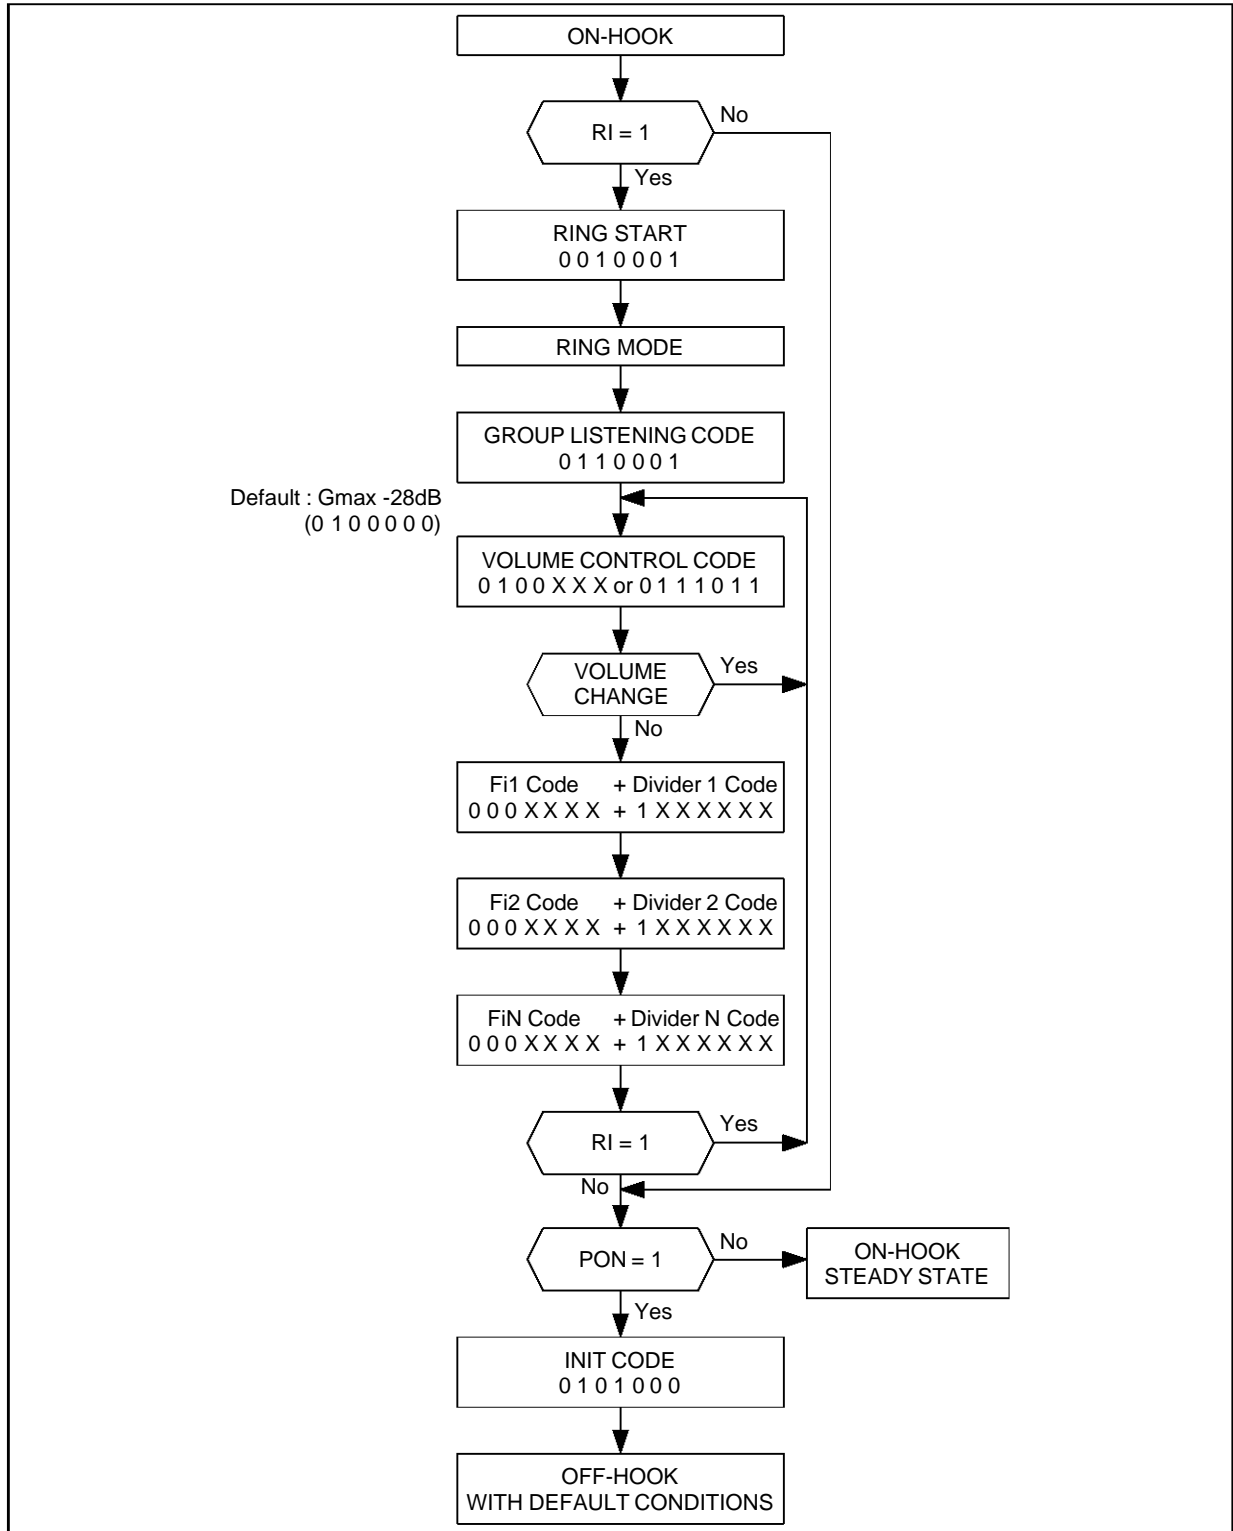 ON-HOOK
RI = 1
No
Yes
RING START
0 0 1 0 0 0 1
RING MODE
GROUP LISTENING CODE
0 1 1 0 0 0 1
Default : Gmax -28dB
(0 1 0 0 0 0 0)
VOLUME CONTROL CODE
0 1 0 0 X X X or 0 1 1 1 0 1 1
VOLUME
CHANGE
Yes
No
Fi1 Code + Divider 1 Code
0 0 0 X X X X + 1 X X X X X X
Fi2 Code + Divider 2 Code
0 0 0 X X X X + 1 X X X X X X
FiN Code + Divider N Code
0 0 0 X X X X + 1 X X X X X X
RI = 1
Yes
No
PON = 1
No
ON-HOOK
STEADY STATE
Yes
INIT CODE
0 1 0 1 0 0 0
OFF-HOOK
WITH DEFAULT CONDITIONS